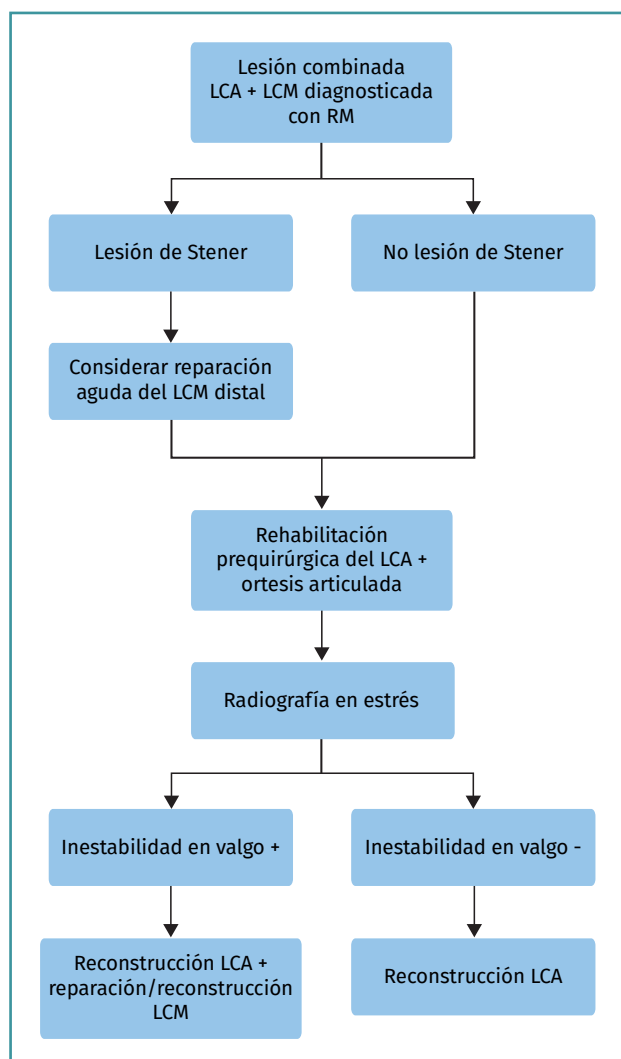 Lesión combinada
LCA + LCM diagnosticada
con RM
Lesión de Stener
No lesión de Stener
Considerar reparación
aguda del LCM distal
Rehabilitación
prequirúrgica del LCA +
ortesis articulada
Radiografía en estrés
Inestabilidad en valgo +
Inestabilidad en valgo -
Reconstrucción LCA +
reparación/reconstrucción
LCM
Reconstrucción LCA